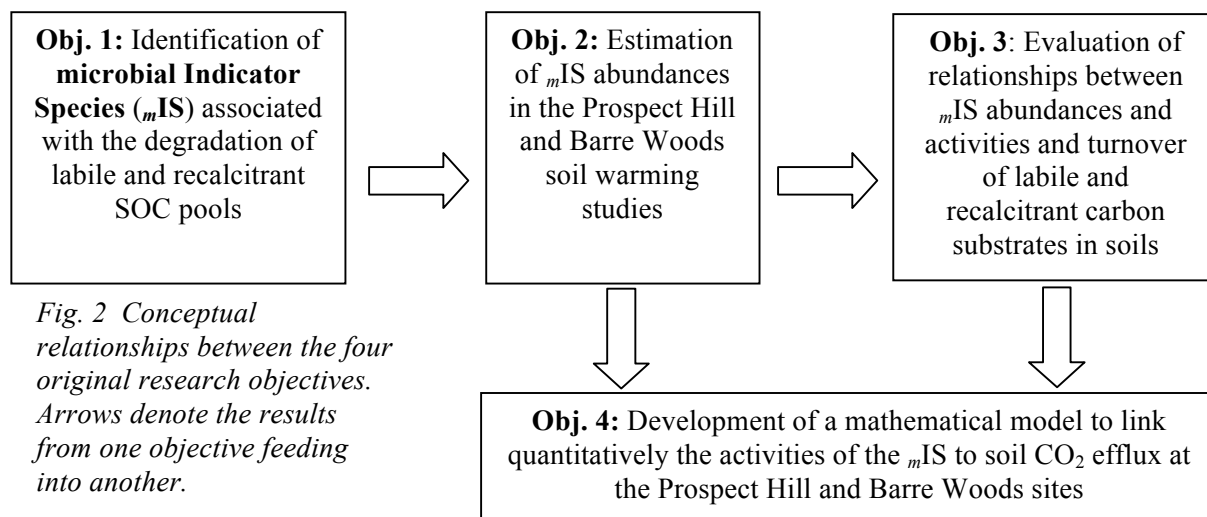 Obj. 1: Identification of
microbial Indicator
Species (mIS) associated
with the degradation of
labile and recalcitrant
SOC pools
Obj. 2: Estimation
of mIS abundances
in the Prospect Hill
and Barre Woods
soil warming
studies
Obj. 3: Evaluation of
relationships between
mIS abundances and
activities and turnover
of labile and
recalcitrant carbon
substrates in soils
Fig. 2 Conceptual
relationships between the four
original research objectives.
Arrows denote the results
from one objective feeding
into another.
Obj. 4: Development of a mathematical model to link
quantitatively the activities of the mIS to soil CO2 efflux at
the Prospect Hill and Barre Woods sites